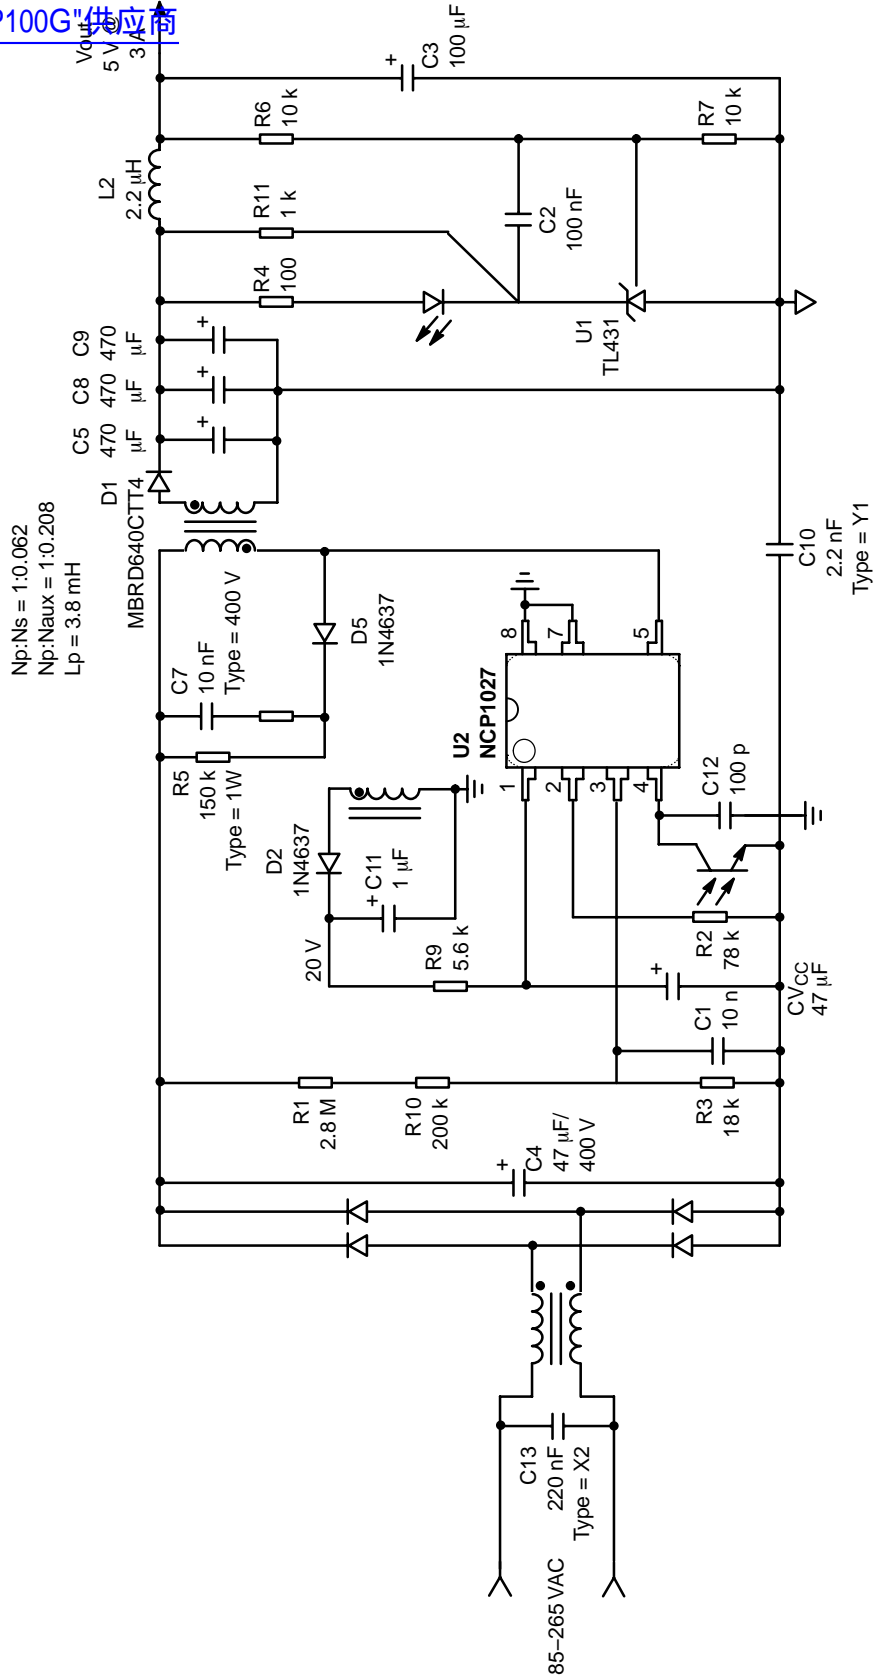 P100G"供应商
Vout
5 V @
3 A
C3
100 µF
R6
10 k
R7
10 k
L2
2.2 µH
R11
1 k
C2
100 nF
R4
100
U1
TL431
C9
470
µF
C8
470
µF
C5
470
µF
D1
MBRD640CTT4
Np:Ns = 1:0.062
Np:Naux = 1:0.208
Lp = 3.8 mH
C10
2.2 nF
Type = Y1
C7
10 nF
Type = 400 V
D5
1N4637
R5
150 k
Type = 1W
U2
NCP1027
8
7
5
1
2
3
4
D2
1N4637
C11
1 µF
+
20 V
R9
5.6 k
C12
100 p
R2
78 k
CVCC
47 µF
C1
10 n
R1
2.8 M
R10
200 k
R3
18 k
C4
47 µF/
400 V
C13
220 nF
Type = X2
85–265 VAC